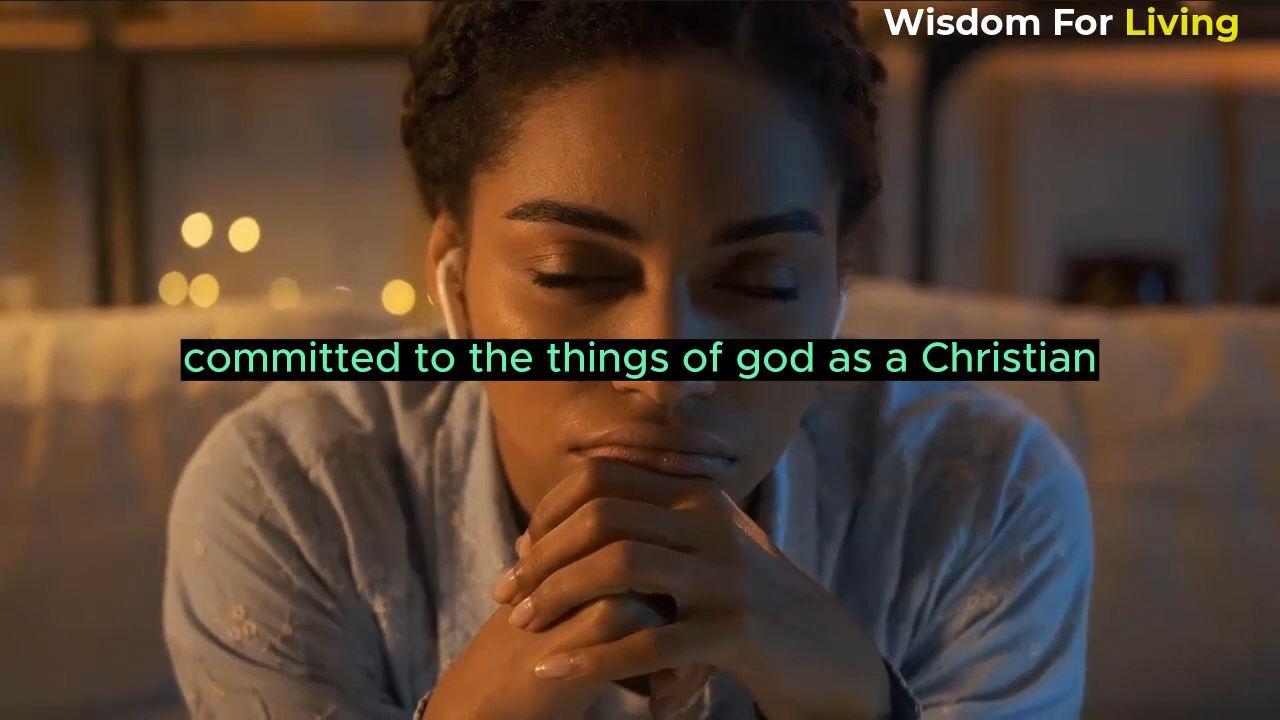 Wisdom For Living
committed to the things of god as a Christian